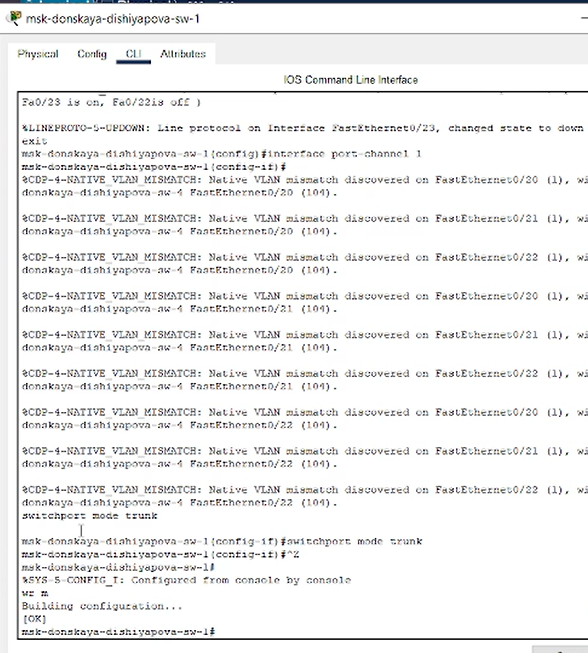 msk-donskaya-dishiyapova-sw-1
Physical Config CLI Attributes
IOS Command Line Interface
Fa0/23 is on, Fa0/22is off )
%LINEPROTO-5-UPDOWN: Line protocol on Interface FastEthernet0/23, changed state to down
exit
msk-donskaya-dishiyapova-sw-1(config)#interface port-channel 1
msk-donskaya-dishiyapova-sw-1(config-if)#
%CDP-4-NATIVE_VLAN_MISMATCH: Native VLAN mismatch discovered on FastEthernet0/20 (1), wi
donskaya-dishiyapova-sw-4 FastEthernet0/20 (104).
%CDP-4-NATIVE_VLAN_MISMATCH: Native VLAN mismatch discovered on FastEthernet0/21 (1), wi
donskaya-dishiyapova-sw-4 FastEthernet0/20 (104).
%CDP-4-NATIVE_VLAN_MISMATCH: Native VLAN mismatch discovered on FastEthernet0/22 (1), wi
donskaya-dishiyapova-sw-4 FastEthernet0/20 (104).
%CDP-4-NATIVE_VLAN_MISMATCH: Native VLAN mismatch discovered on FastEthernet0/20 (1), wi
donskaya-dishiyapova-sw-4 FastEthernet0/21 (104).
%CDP-4-NATIVE_VLAN_MISMATCH: Native VLAN mismatch discovered on FastEthernet0/21 (1), wi
donskaya-dishiyapova-sw-4 FastEthernet0/21 (104).
%CDP-4-NATIVE_VLAN_MISMATCH: Native VLAN mismatch discovered on FastEthernet0/22 (1), wi
donskaya-dishiyapova-sw-4 FastEthernet0/21 (104).
%CDP-4-NATIVE_VLAN_MISMATCH: Native VLAN mismatch discovered on FastEthernet0/20 (1), wi
donskaya-dishiyapova-sw-4 FastEthernet0/22 (104).
%CDP-4-NATIVE_VLAN_MISMATCH: Native VLAN mismatch discovered on FastEthernet0/21 (1), wi
donskaya-dishiyapova-sw-4 FastEthernet0/22 (104).
%CDP-4-NATIVE_VLAN_MISMATCH: Native VLAN mismatch discovered on FastEthernet0/22 (1), wi
donskaya-dishiyapova-sw-4 FastEthernet0/22 (104).
switchport mode trunk
msk-donskaya-dishiyapova-sw-1(config-if)#switchport mode trunk
msk-donskaya-dishiyapova-sw-1(config-if)#^Z
msk-donskaya-dishiyapova-sw-1#
%SYS-5-CONFIG_I: Configured from console by console
wr m
Building configuration...
[OK]
msk-donskaya-dishiyapova-sw-1#